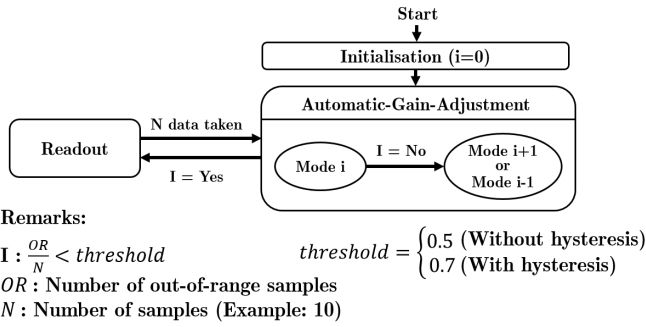 Start
Initialisation (i=0)
Automatic-Gain-Adjustment
N data taken
Readout
I = Yes
Mode i
I = No
Mode i+1
or
Mode i-1
Remarks:
I : OR/N < threshold
threshold = { 0.5 (Without hysteresis)
0.7 (With hysteresis)
OR : Number of out-of-range samples
N : Number of samples (Example: 10)